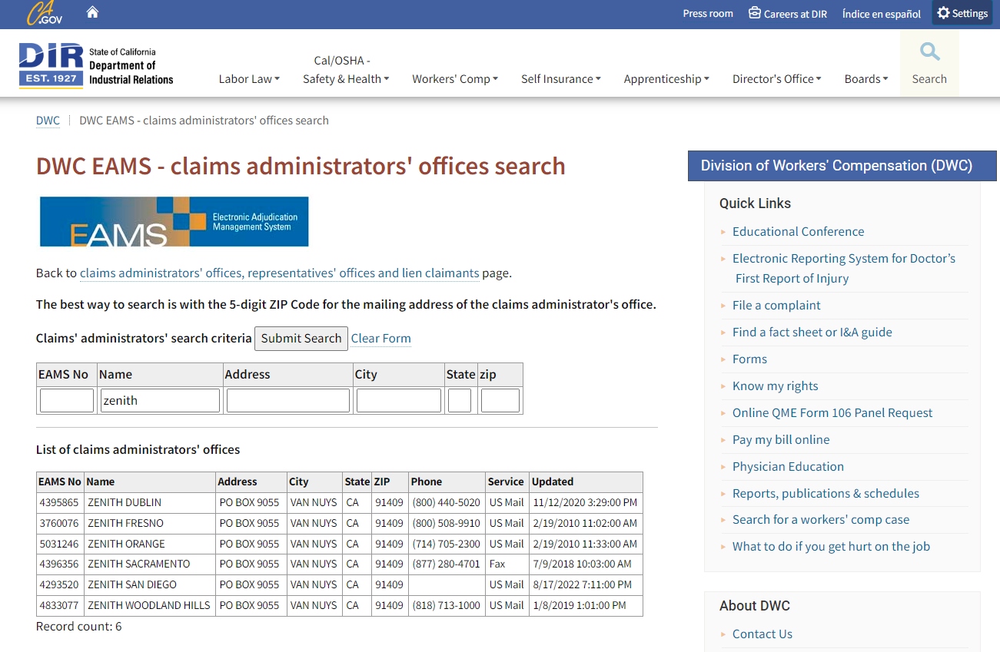 CA.GOV
Press room Careers at DIR Índice en español Settings
DIR EST. 1927
State of California
Department of
Industrial Relations
Labor Law
Cal/OSHA -
Safety & Health
Workers' Comp
Self Insurance
Apprenticeship
Director's Office
Boards
Search
DWC DWC EAMS - claims administrators' offices search
DWC EAMS - claims administrators' offices search
EAMS
Electronic Adjudication
Management System
Back to claims administrators' offices, representatives' offices and lien claimants page.
The best way to search is with the 5-digit ZIP Code for the mailing address of the claims administrator's office.
Claims' administrators' search criteria Submit Search Clear Form
EAMS No Name Address City State zip
zenith
List of claims administrators' offices
EAMS No Name Address City State ZIP Phone Service Updated
4395865 ZENITH DUBLIN PO BOX 9055 VAN NUYS CA 91409 (800) 440-5020 US Mail 11/12/2020 3:29:00 PM
3760076 ZENITH FRESNO PO BOX 9055 VAN NUYS CA 91409 (800) 508-9910 US Mail 2/19/2010 11:02:00 AM
5031246 ZENITH ORANGE PO BOX 9055 VAN NUYS CA 91409 (714) 705-2300 US Mail 2/19/2010 11:33:00 AM
4396356 ZENITH SACRAMENTO PO BOX 9055 VAN NUYS CA 91409 (877) 280-4701 Fax 7/9/2018 10:03:00 AM
4293520 ZENITH SAN DIEGO PO BOX 9055 VAN NUYS CA 91409 US Mail 8/17/2022 7:11:00 PM
4833077 ZENITH WOODLAND HILLS PO BOX 9055 VAN NUYS CA 91409 (818) 713-1000 US Mail 1/8/2019 1:01:00 PM
Record count: 6
Division of Workers' Compensation (DWC)
Quick Links
Educational Conference
Electronic Reporting System for Doctor’s
First Report of Injury
File a complaint
Find a fact sheet or I&A guide
Forms
Know my rights
Online QME Form 106 Panel Request
Pay my bill online
Physician Education
Reports, publications & schedules
Search for a workers' comp case
What to do if you get hurt on the job
About DWC
Contact Us